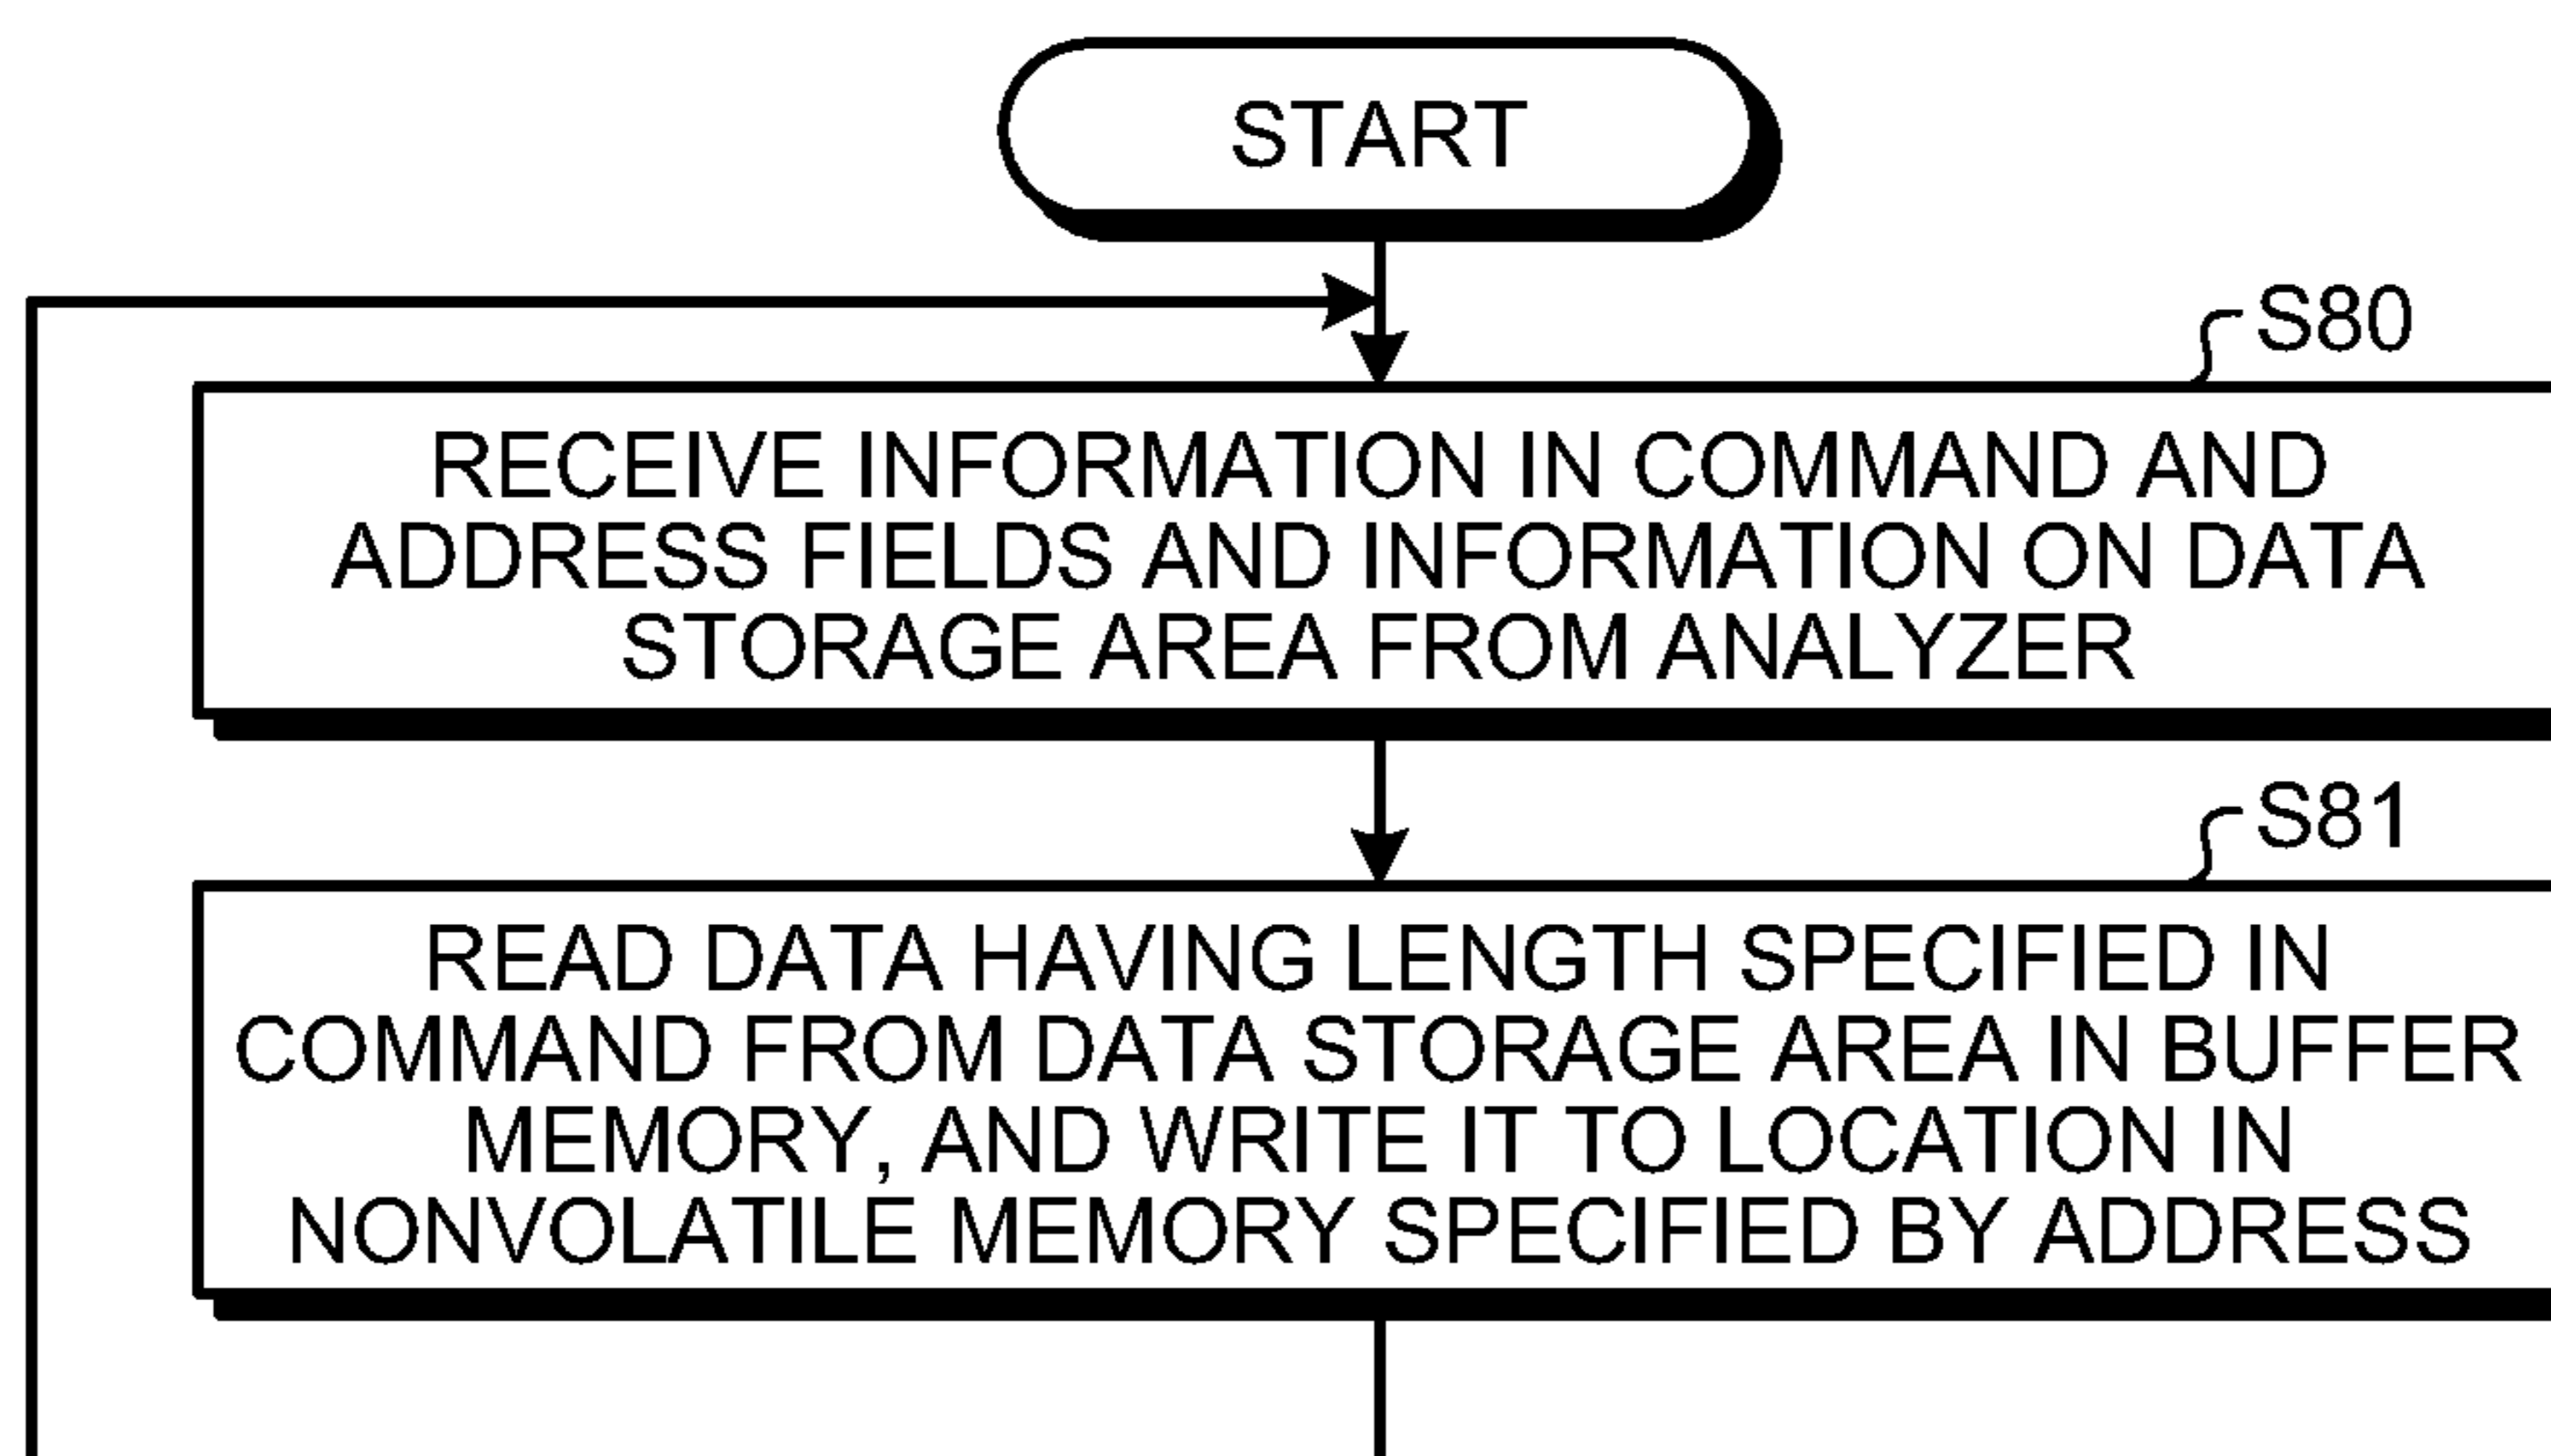 START
S80
RECEIVE INFORMATION IN COMMAND AND
ADDRESS FIELDS AND INFORMATION ON DATA
STORAGE AREA FROM ANALYZER
S81
READ DATA HAVING LENGTH SPECIFIED IN
COMMAND FROM DATA STORAGE AREA IN BUFFER
MEMORY, AND WRITE IT TO LOCATION IN
NONVOLATILE MEMORY SPECIFIED BY ADDRESS